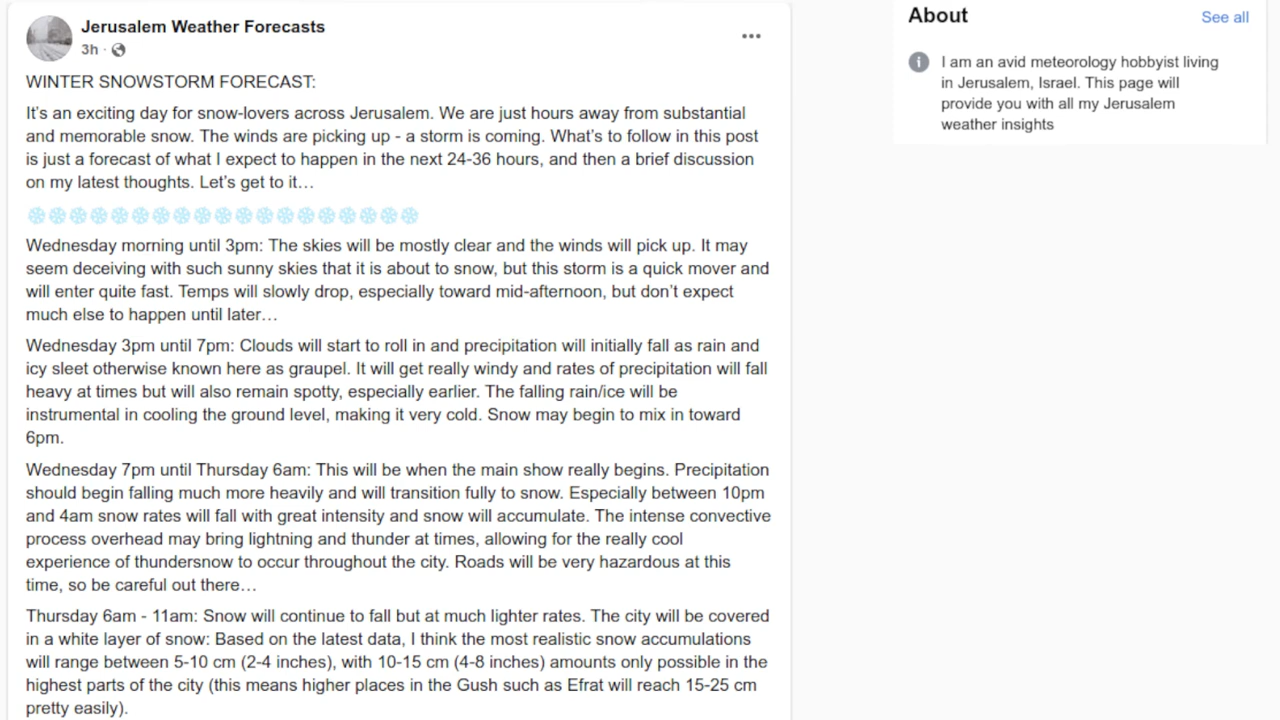 Jerusalem Weather Forecasts
3h ·
WINTER SNOWSTORM FORECAST:
It's an exciting day for snow-lovers across Jerusalem. We are just hours away from substantial
and memorable snow. The winds are picking up - a storm is coming. What's to follow in this post
is just a forecast of what I expect to happen in the next 24-36 hours, and then a brief discussion
on my latest thoughts. Let's get to it…
Wednesday morning until 3pm: The skies will be mostly clear and the winds will pick up. It may
seem deceiving with such sunny skies that it is about to snow, but this storm is a quick mover and
will enter quite fast. Temps will slowly drop, especially toward mid-afternoon, but don't expect
much else to happen until later…
Wednesday 3pm until 7pm: Clouds will start to roll in and precipitation will initially fall as rain and
icy sleet otherwise known here as graupel. It will get really windy and rates of precipitation will fall
heavy at times but will also remain spotty, especially earlier. The falling rain/ice will be
instrumental in cooling the ground level, making it very cold. Snow may begin to mix in toward
6pm.
Wednesday 7pm until Thursday 6am: This will be when the main show really begins. Precipitation
should begin falling much more heavily and will transition fully to snow. Especially between 10pm
and 4am snow rates will fall with great intensity and snow will accumulate. The intense convective
process overhead may bring lightning and thunder at times, allowing for the really cool
experience of thundersnow to occur throughout the city. Roads will be very hazardous at this
time, so be careful out there…
Thursday 6am - 11am: Snow will continue to fall but at much lighter rates. The city will be covered
in a white layer of snow: Based on the latest data, I think the most realistic snow accumulations
will range between 5-10 cm (2-4 inches), with 10-15 cm (4-8 inches) amounts only possible in the
highest parts of the city (this means higher places in the Gush such as Efrat will reach 15-25 cm
pretty easily).
About
See all
I am an avid meteorology hobbyist living
in Jerusalem, Israel. This page will
provide you with all my Jerusalem
weather insights